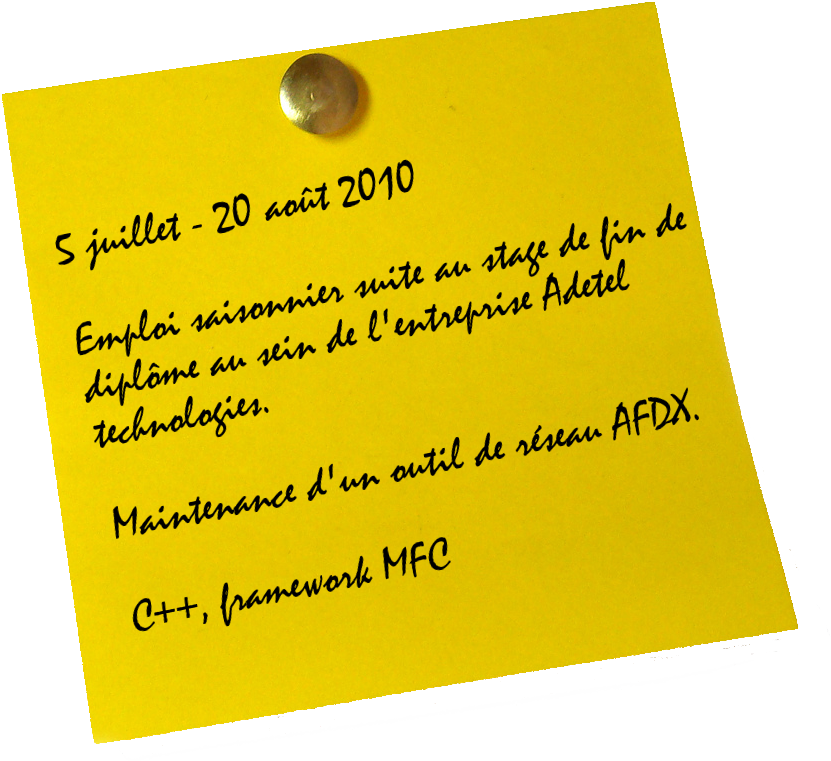 5 juillet - 20 août 2010
Emploi saisonnier suite au stage de fin de
diplôme au sein de l'entreprise Adetel
technologies.
Maintenance d'un outil de réseau AFDX.
C++, framework MFC